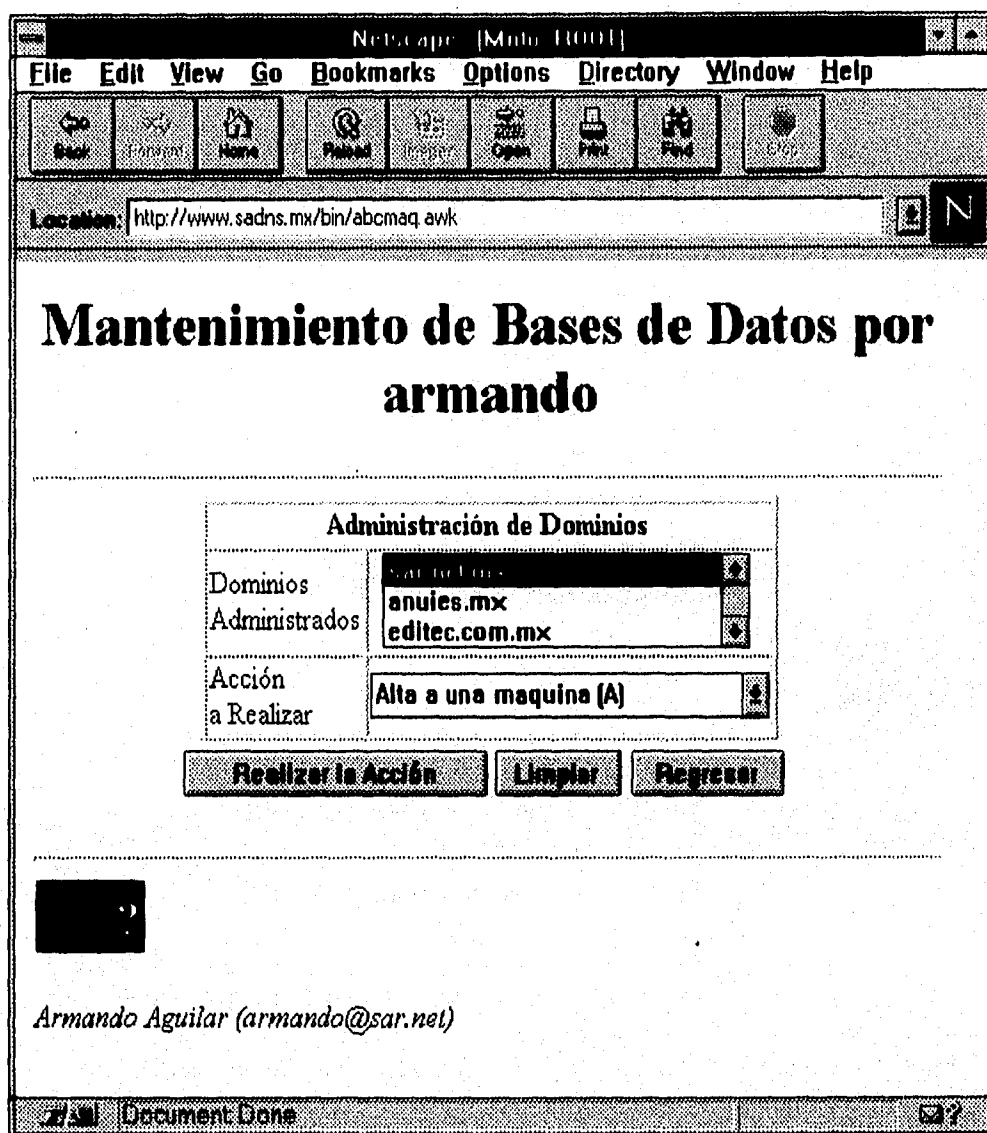 Netscape - [Mnto ROOT]
File Edit View Go Bookmarks Options Directory Window Help
Back Forward Home Reload Images Open Print Find Stop
Location: http://www.sadns.mx/bin/abcmaq.awk
N
Mantenimiento de Bases de Datos por
armando
Administración de Dominios
Dominios
Administrados
anuies.mx
editec.com.mx
Acción
a Realizar
Alta a una maquina (A)
Realizar la Acción Limpiar Regresar
?
Armando Aguilar (armando@sar.net)
Document: Done